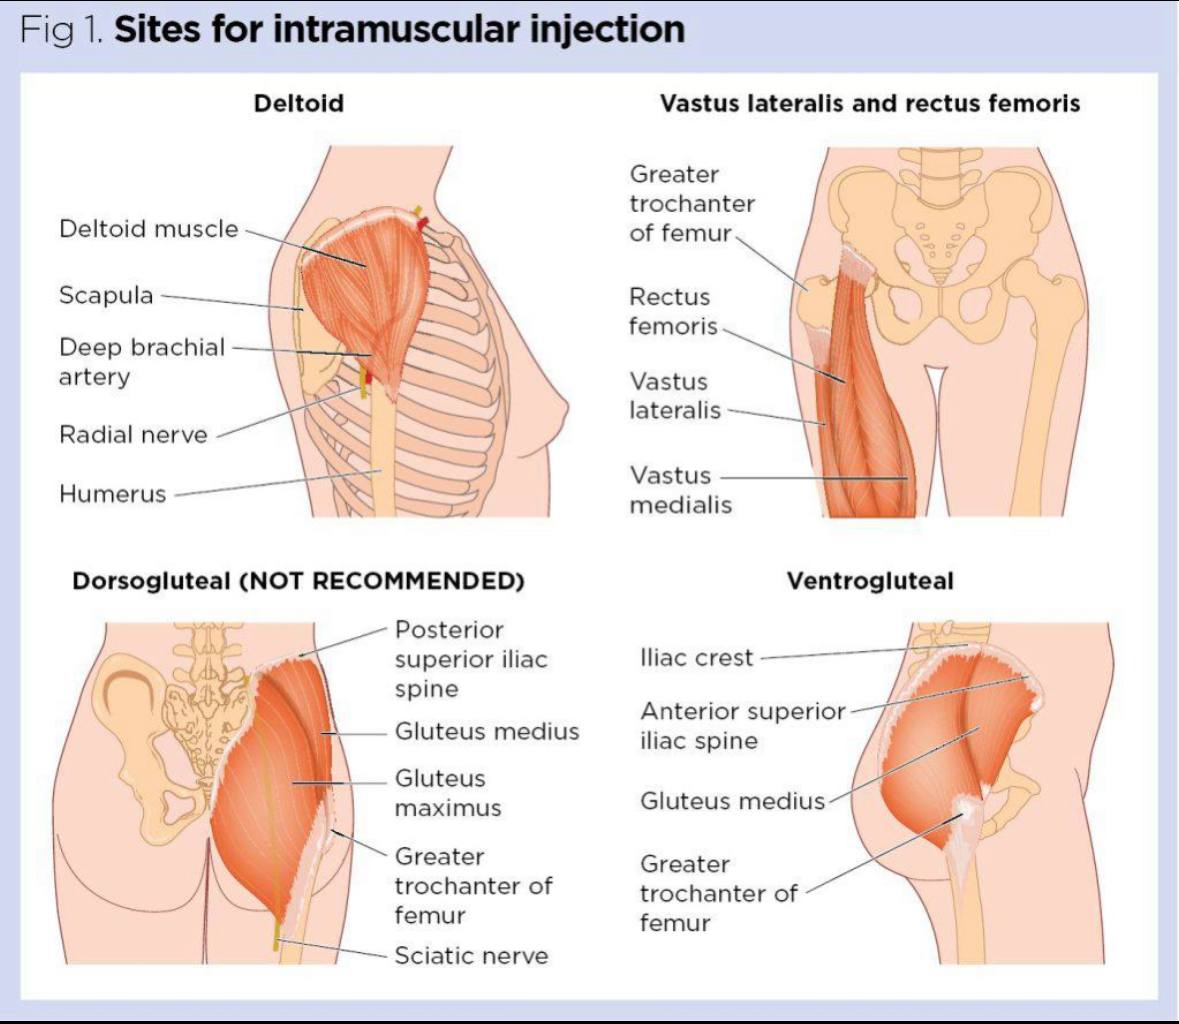 Fig 1. Sites for intramuscular injection
Deltoid
Deltoid muscle
Scapula
Deep brachial
artery
Radial nerve
Humerus
Vastus lateralis and rectus femoris
Greater
trochanter
of femur
Rectus
femoris
Vastus
lateralis
Vastus
medialis
Dorsogluteal (NOT RECOMMENDED)
Posterior
superior iliac
spine
Gluteus medius
Gluteus
maximus
Greater
trochanter of
femur
Sciatic nerve
Ventrogluteal
Iliac crest
Anterior superior
iliac spine
Gluteus medius
Greater
trochanter of
femur